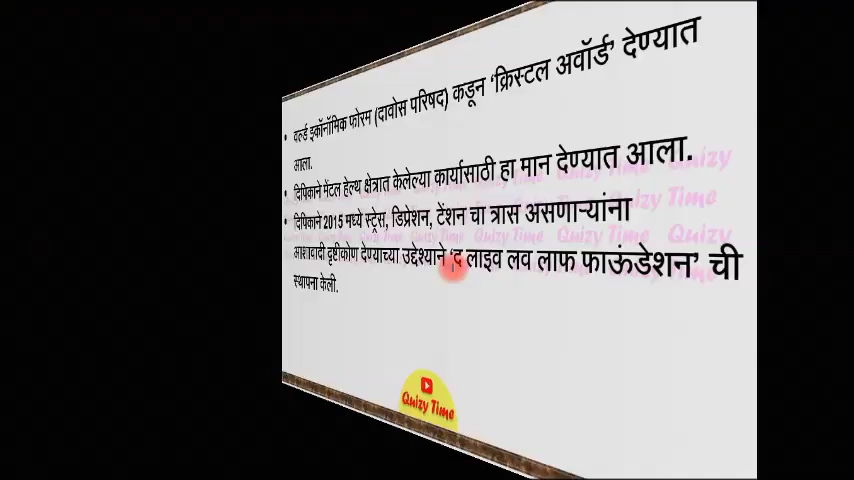 • वर्ल्ड इकॉनॉमिक फोरम (दावोस परिषद) कडून ‘क्रिस्टल अवॉर्ड’ देण्यात
आला.
• दिपिकाने मेंटल हेल्थ क्षेत्रात केलेल्या कार्यासाठी हा मान देण्यात आला.
• दिपिकाने 2015 मध्ये स्ट्रेस, डिप्रेशन, टेंशन चा त्रास असणाऱ्यांना
आशावादी दृष्टीकोण देण्याच्या उद्देश्याने ‘द लाइव लव लाफ फाऊंडेशन’ ची
स्थापना केली.
Quizy Time